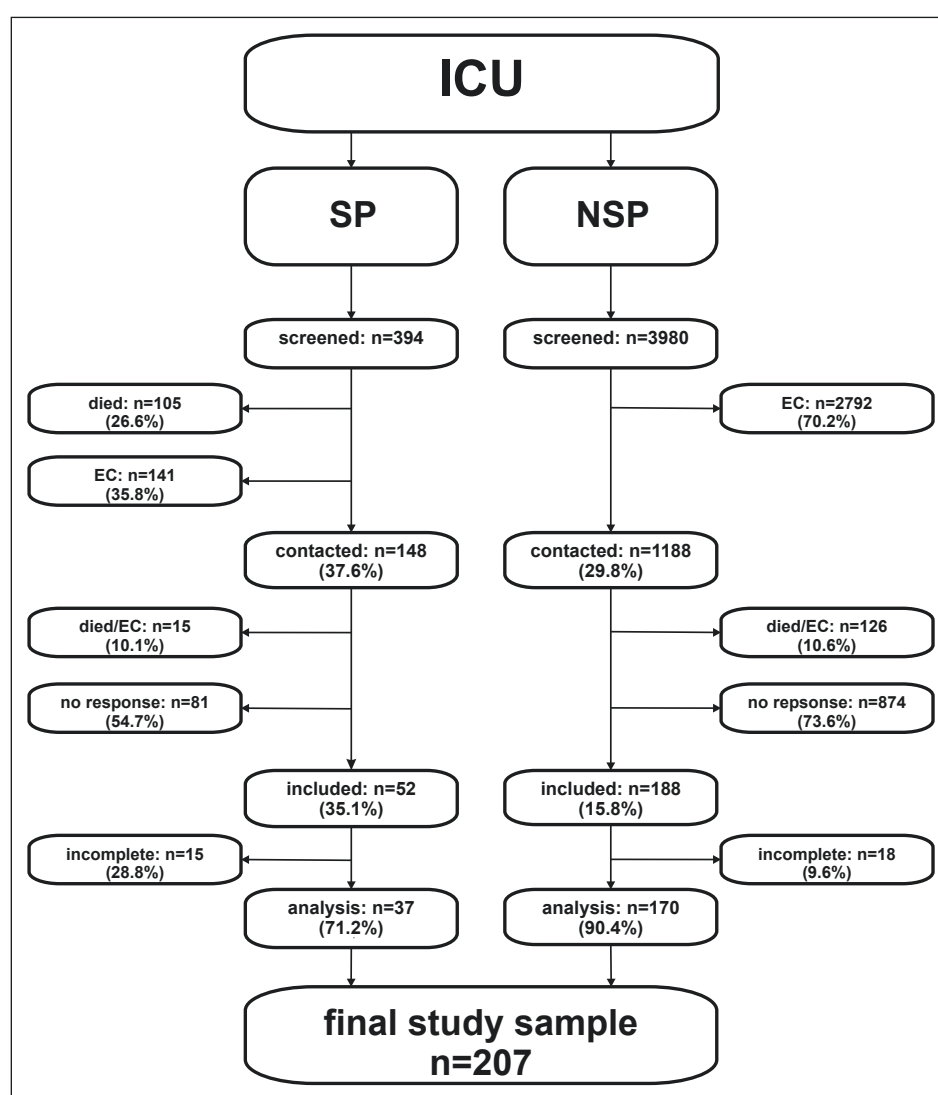 ICU
SP
NSP
screened: n=394
screened: n=3980
died: n=105
(26.6%)
EC: n=2792
(70.2%)
EC: n=141
(35.8%)
contacted: n=148
(37.6%)
contacted: n=1188
(29.8%)
died/EC: n=15
(10.1%)
died/EC: n=126
(10.6%)
no response: n=81
(54.7%)
no repsonse: n=874
(73.6%)
included: n=52
(35.1%)
included: n=188
(15.8%)
incomplete: n=15
(28.8%)
incomplete: n=18
(9.6%)
analysis: n=37
(71.2%)
analysis: n=170
(90.4%)
final study sample
n=207